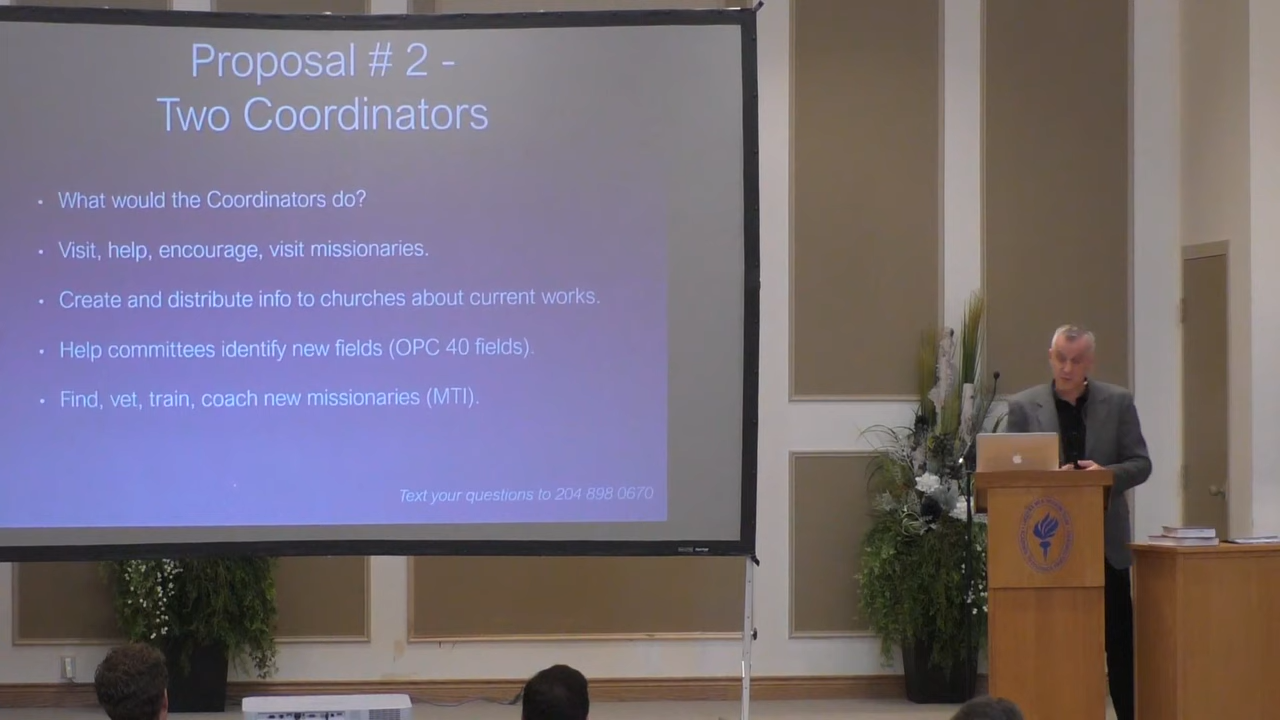 Proposal # 2 -
Two Coordinators
• What would the Coordinators do?
• Visit, help, encourage, visit missionaries.
• Create and distribute info to churches about current works.
• Help committees identify new fields (OPC 40 fields).
• Find, vet, train, coach new missionaries (MTI).
Text your questions to 204 898 0670